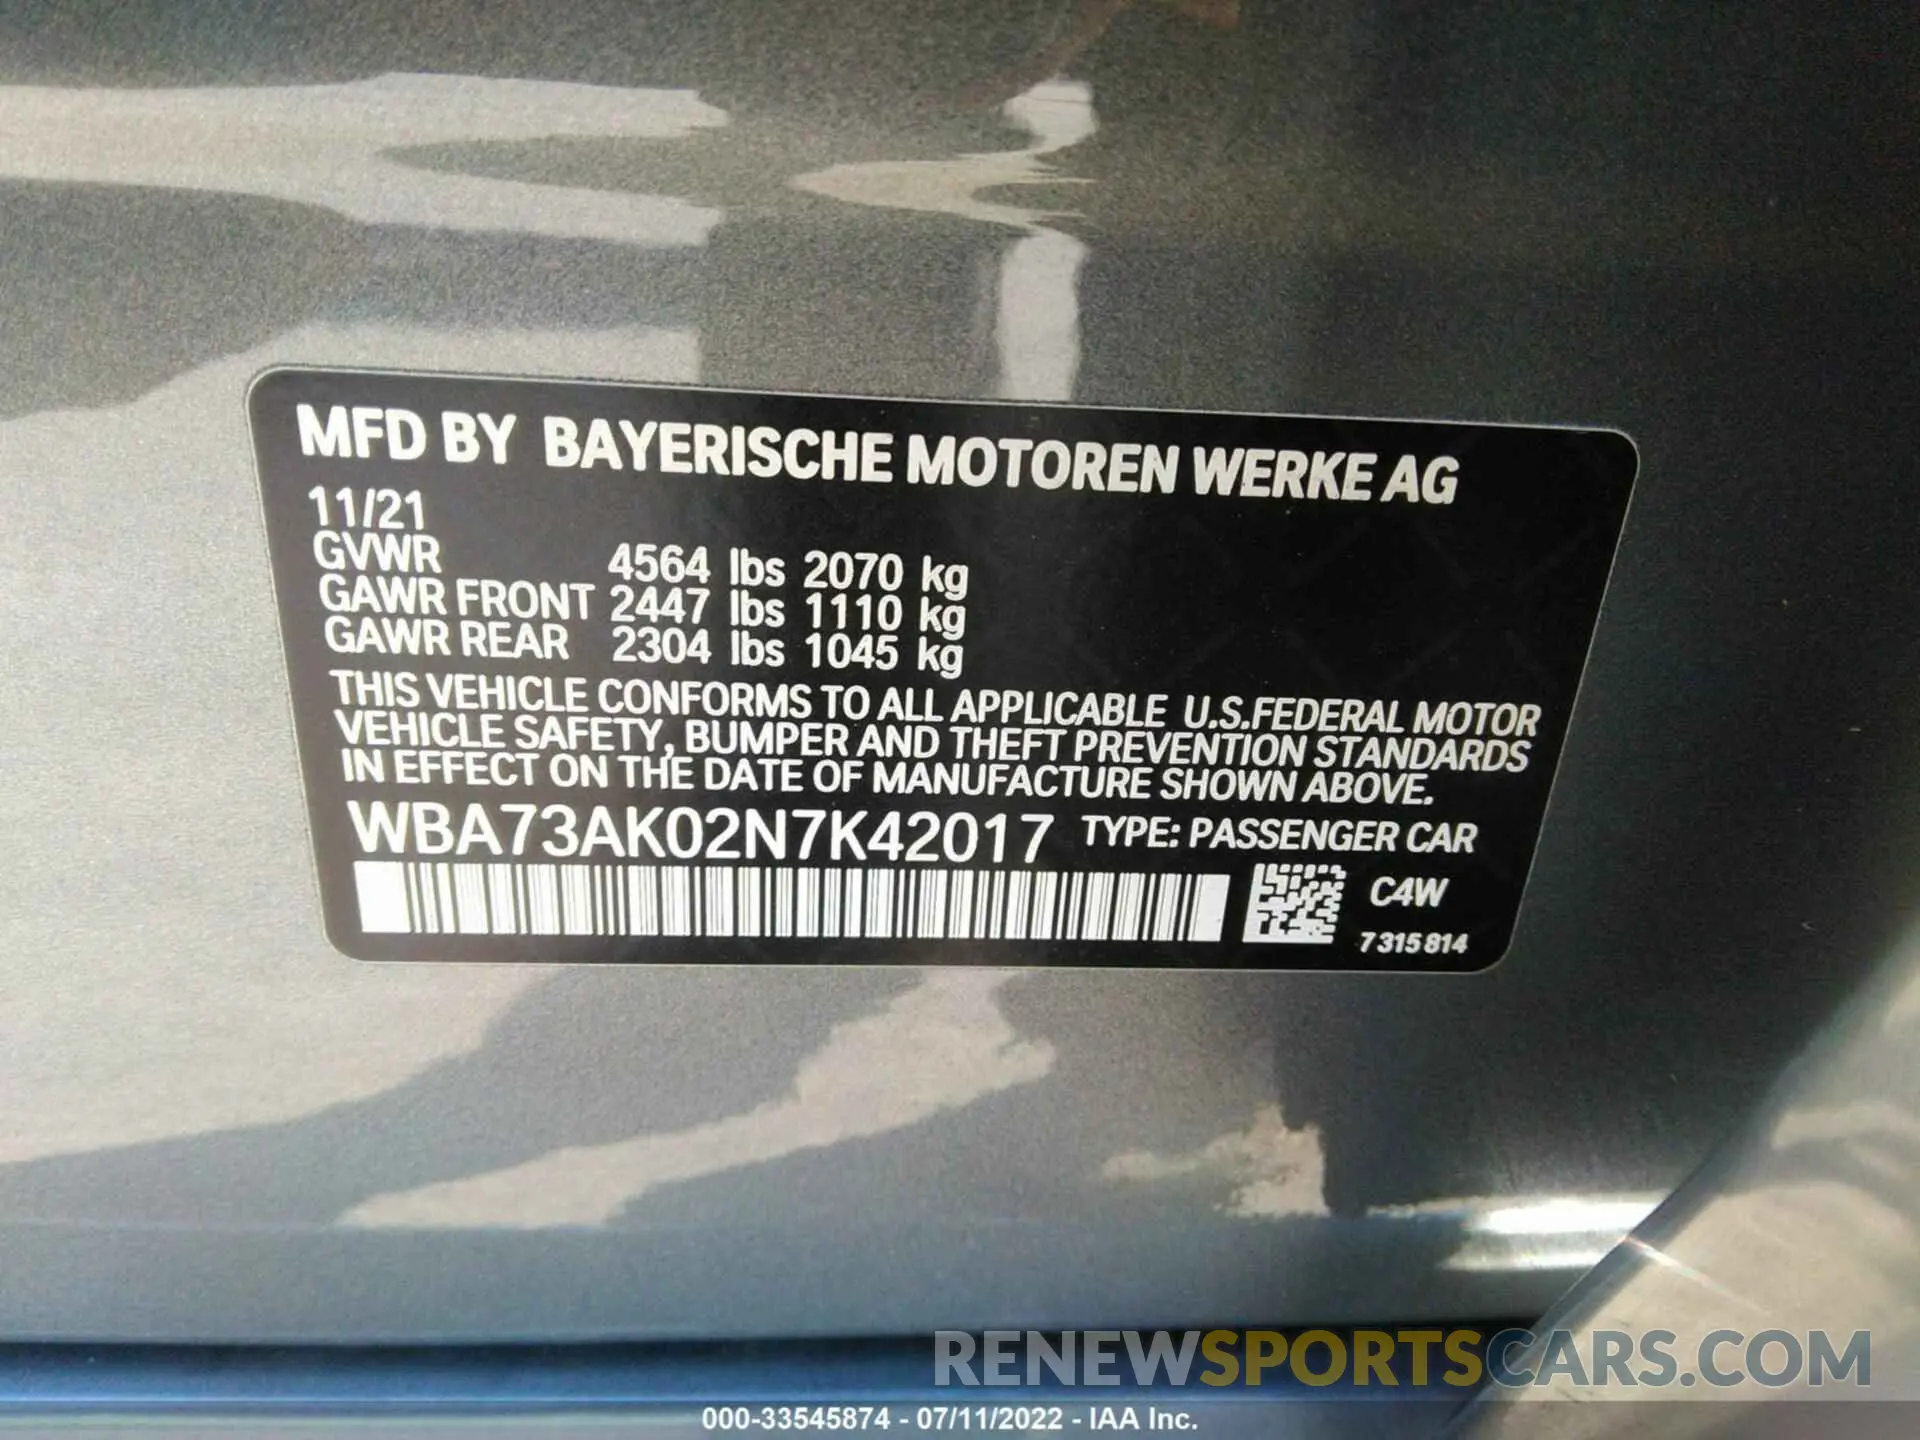 MFD BY BAYERISCHE MOTOREN WERKE AG
11/21
GVWR 4564 lbs 2070 kg
GAWR FRONT 2447 lbs 1110 kg
GAWR REAR 2304 lbs 1045 kg
THIS VEHICLE CONFORMS TO ALL APPLICABLE U.S.FEDERAL MOTOR
VEHICLE SAFETY, BUMPER AND THEFT PREVENTION STANDARDS
IN EFFECT ON THE DATE OF MANUFACTURE SHOWN ABOVE.
WBA73AK02N7K42017 TYPE: PASSENGER CAR
C4W
7315814
RENEWSPORTSCARS.COM
000-33545874 - 07/11/2022 - IAA Inc.